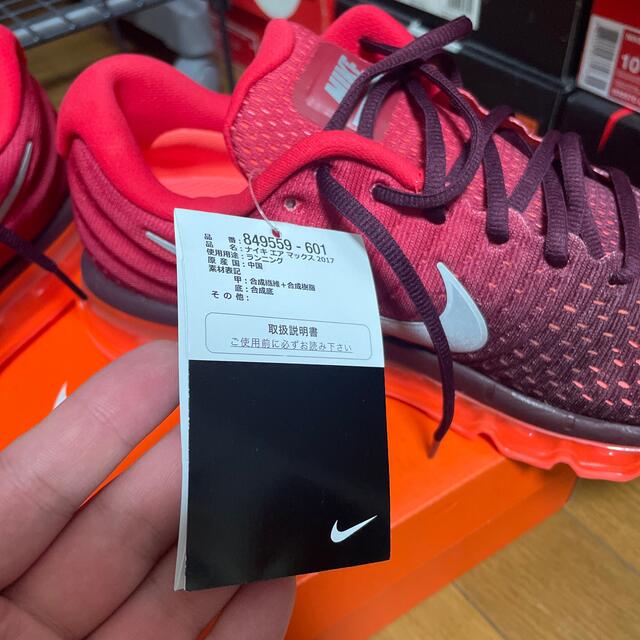 NIKE
10
品 番 : 849559 - 601
品 名 : ナイキ エア マックス 2017
使用用途 : ランニング
原 産 国 : 中国
素材表記
甲 : 合成繊維+合成樹脂
底 : 合成底
そ の 他 :
取扱説明書
ご使用前に必ずお読み下さい